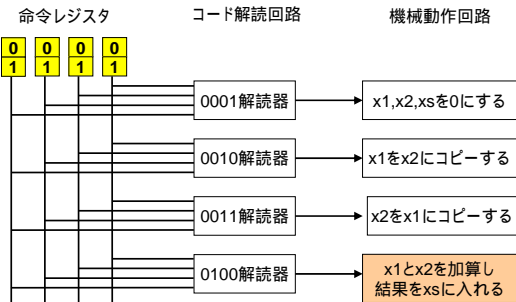 命令レジスタ
コード解読回路
機械動作回路
0 0 0 0
1 1 1 1
0001解読器
x1,x2,xsを0にする
0010解読器
x1をx2にコピーする
0011解読器
x2をx1にコピーする
0100解読器
x1とx2を加算し
結果をxsに入れる